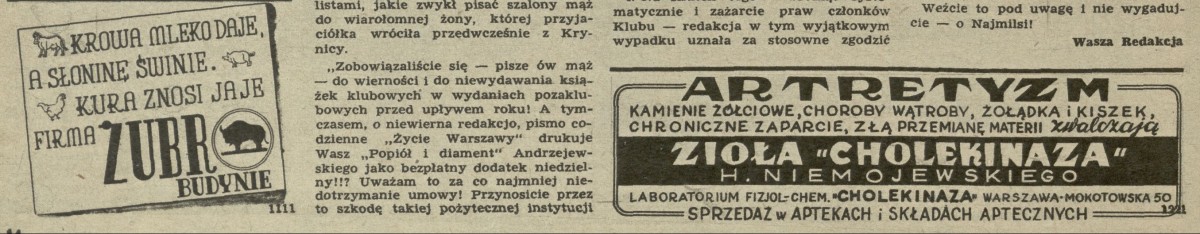 KROWA MLEKO DAJE,
A SŁONINĘ ŚWINIE.
KURA ZNOSI JAJE
FIRMA ŻUBR
BUDYNIE
1111
listami, jakie zwykł pisać szalony mąż
do wiarołomnej żony, której przyja-
ciółka wróciła przedwcześnie z Kry-
nicy.
„Zobowiązaliście się — pisze ów mąż
— do wierności i do niewydawania ksią-
żek klubowych w wydaniach pozaklu-
bowych przed upływem roku! A tym-
czasem, o niewierna redakcjo, pismo co-
dzienne „Życie Warszawy" drukuje
Wasz „Popiół i diament" Andrzejew-
skiego jako bezpłatny dodatek niedziel-
ny!!? Uważam to za co najmniej nie-
dotrzymanie umowy! Przynosicie przez
to szkodę takiej pożytecznej instytucji
matycznie i zażarcie praw członków
Klubu — redakcja w tym wyjątkowym
wypadku uznała za stosowne zgodzić
Weźcie to pod uwagę i nie wygaduj-
cie — o Najmilsi!
Wasza Redakcja
ARTRETYZM
KAMIENIE ŻÓŁCIOWE, CHOROBY WĄTROBY, ŻOŁĄDKA i KISZEK,
CHRONICZNE ZAPARCIE, ZŁĄ PRZEMIANĘ MATERII zwalczają
ZIOŁA "CHOLEKINAZA"
H. NIEMOJEWSKIEGO
LABORATORIUM FIZJOL.-CHEM. "CHOLEKINAZA" WARSZAWA-MOKOTOWSKA 50
SPRZEDAŻ w APTEKACH i SKŁADACH APTECZNYCH